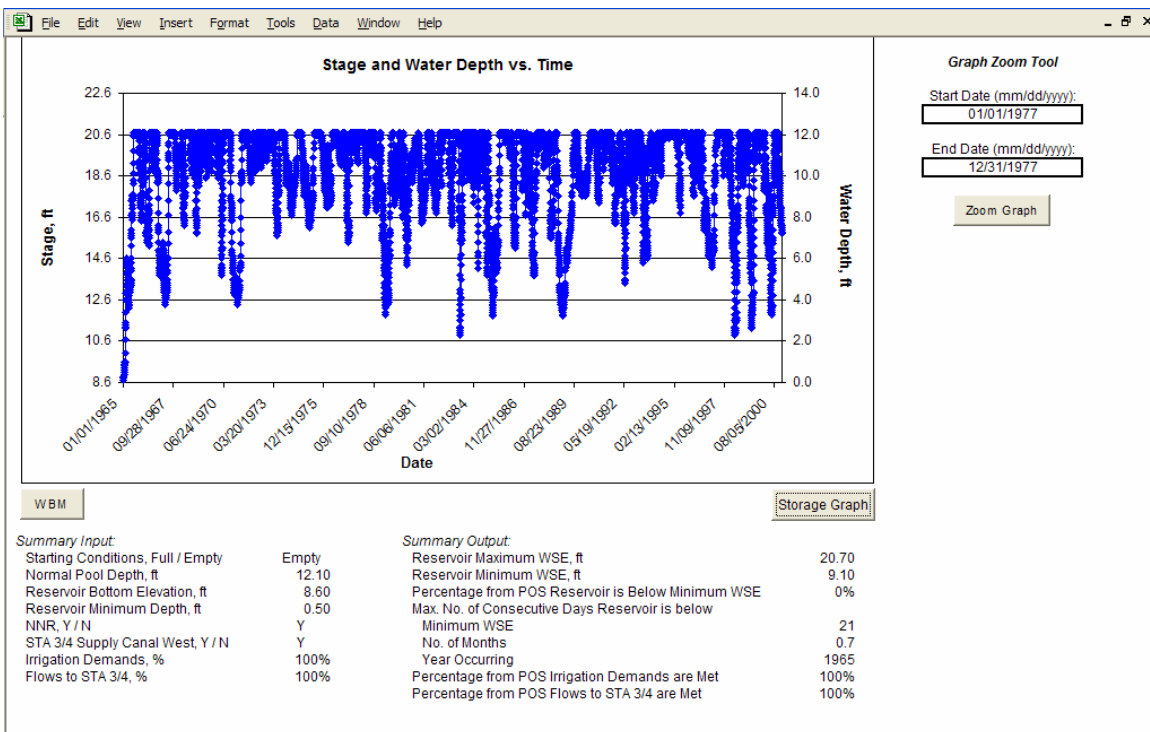 File Edit View Insert Format Tools Data Window Help
Stage and Water Depth vs. Time
22.6
20.6
18.6
16.6
14.6
12.6
10.6
8.6
Stage, ft
14.0
12.0
10.0
8.0
6.0
4.0
2.0
0.0
Water Depth, ft
01/01/1965
09/28/1967
06/24/1970
03/20/1973
12/15/1975
09/10/1978
06/06/1981
03/02/1984
11/27/1986
08/23/1989
05/19/1992
02/13/1995
11/09/1997
08/05/2000
Date
Graph Zoom Tool
Start Date (mm/dd/yyyy):
01/01/1977
End Date (mm/dd/yyyy):
12/31/1977
Zoom Graph
WBM
Storage Graph
Summary Input:
Starting Conditions, Full / Empty Empty
Normal Pool Depth, ft 12.10
Reservoir Bottom Elevation, ft 8.60
Reservoir Minimum Depth, ft 0.50
NNR, Y / N Y
STA 3/4 Supply Canal West, Y / N Y
Irrigation Demands, % 100%
Flows to STA 3/4, % 100%
Summary Output:
Reservoir Maximum WSE, ft 20.70
Reservoir Minimum WSE, ft 9.10
Percentage from POS Reservoir is Below Minimum WSE 0%
Max. No. of Consecutive Days Reservoir is below
Minimum WSE 21
No. of Months 0.7
Year Occurring 1965
Percentage from POS Irrigation Demands are Met 100%
Percentage from POS Flows to STA 3/4 are Met 100%